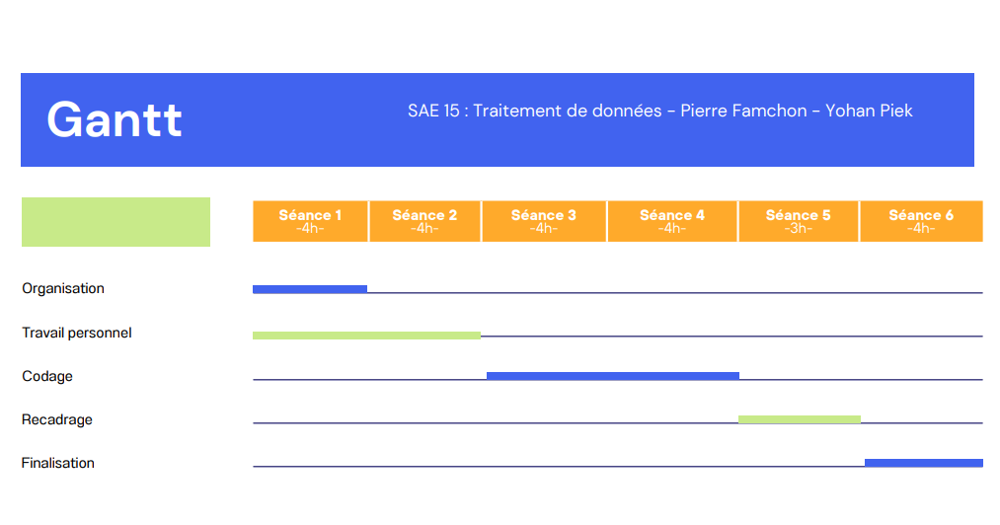 Gantt
SAE 15 : Traitement de données - Pierre Famchon - Yohan Piek
Séance 1 Séance 2 Séance 3 Séance 4 Séance 5 Séance 6
-4h- -4h- -4h- -4h- -3h- -4h-
Organisation
Travail personnel
Codage
Recadrage
Finalisation